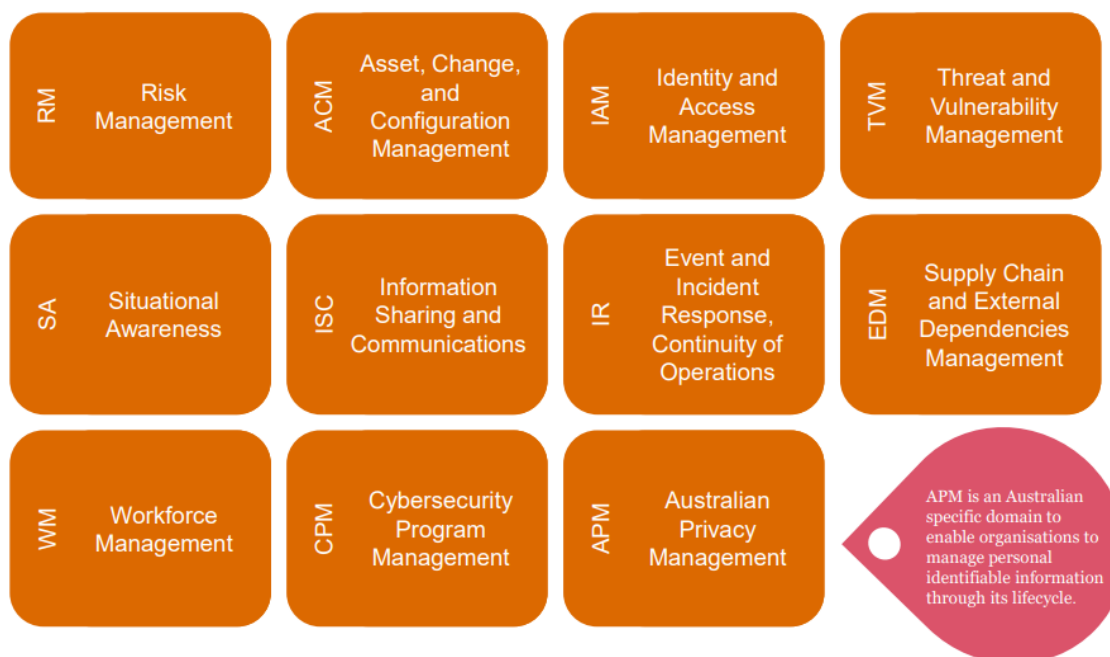 RM
Risk
Management
ACM
Asset, Change,
and
Configuration
Management
IAM
Identity and
Access
Management
TVM
Threat and
Vulnerability
Management
SA
Situational
Awareness
ISC
Information
Sharing and
Communications
IR
Event and
Incident
Response,
Continuity of
Operations
EDM
Supply Chain
and External
Dependencies
Management
WM
Workforce
Management
CPM
Cybersecurity
Program
Management
APM
Australian
Privacy
Management
APM is an Australian
specific domain to
enable organisations to
manage personal
identifiable information
through its lifecycle.